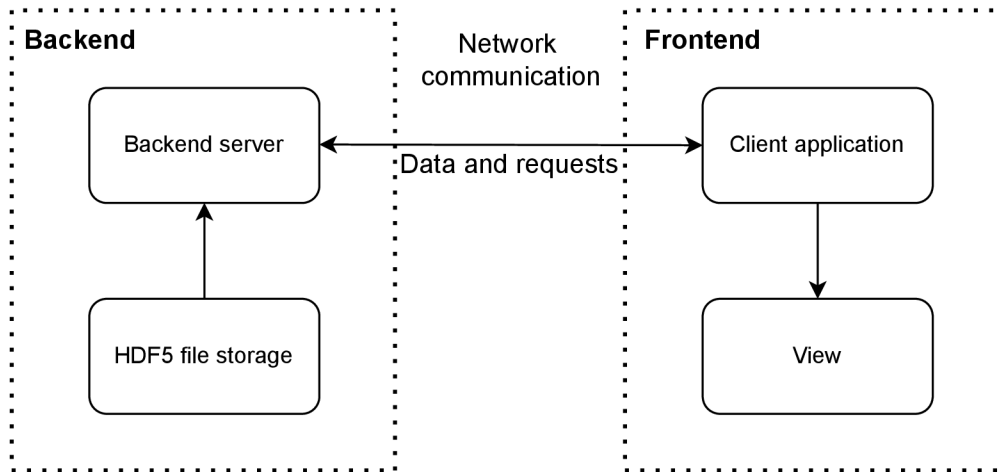 Backend
Network
communication
Frontend
Backend server
Client application
Data and requests
HDF5 file storage
View